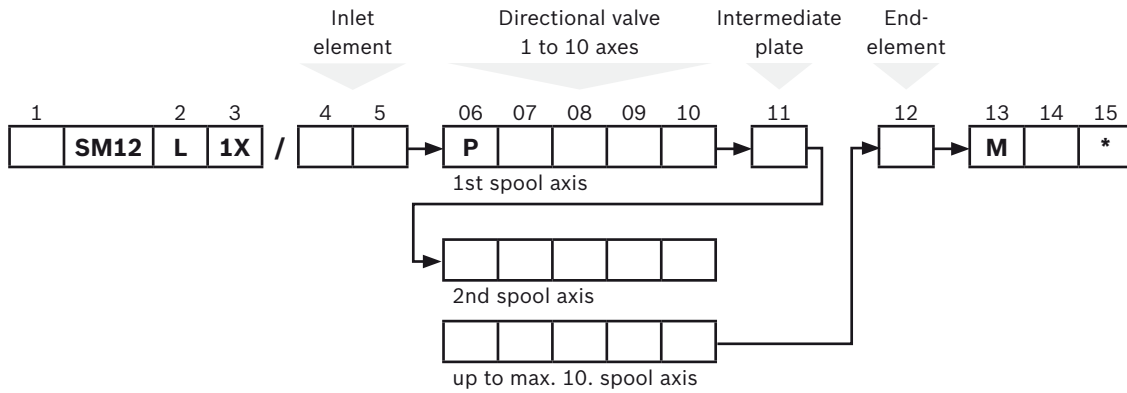 Inlet Directional valve Intermediate End-
element 1 to 10 axes plate element
1 2 3 4 5 06 07 08 09 10 11 12 13 14 15
SM12 L 1X / P M *
1st spool axis
2nd spool axis
up to max. 10. spool axis